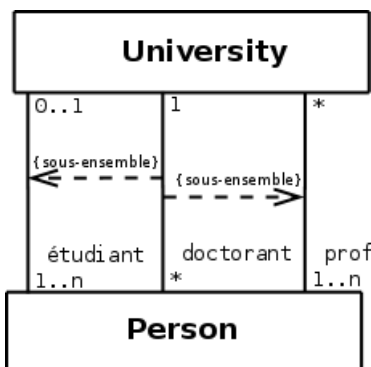 University
0..1 1 *
{sous-ensemble}
{sous-ensemble}
étudiant doctorant prof
1..n * 1..n
Person